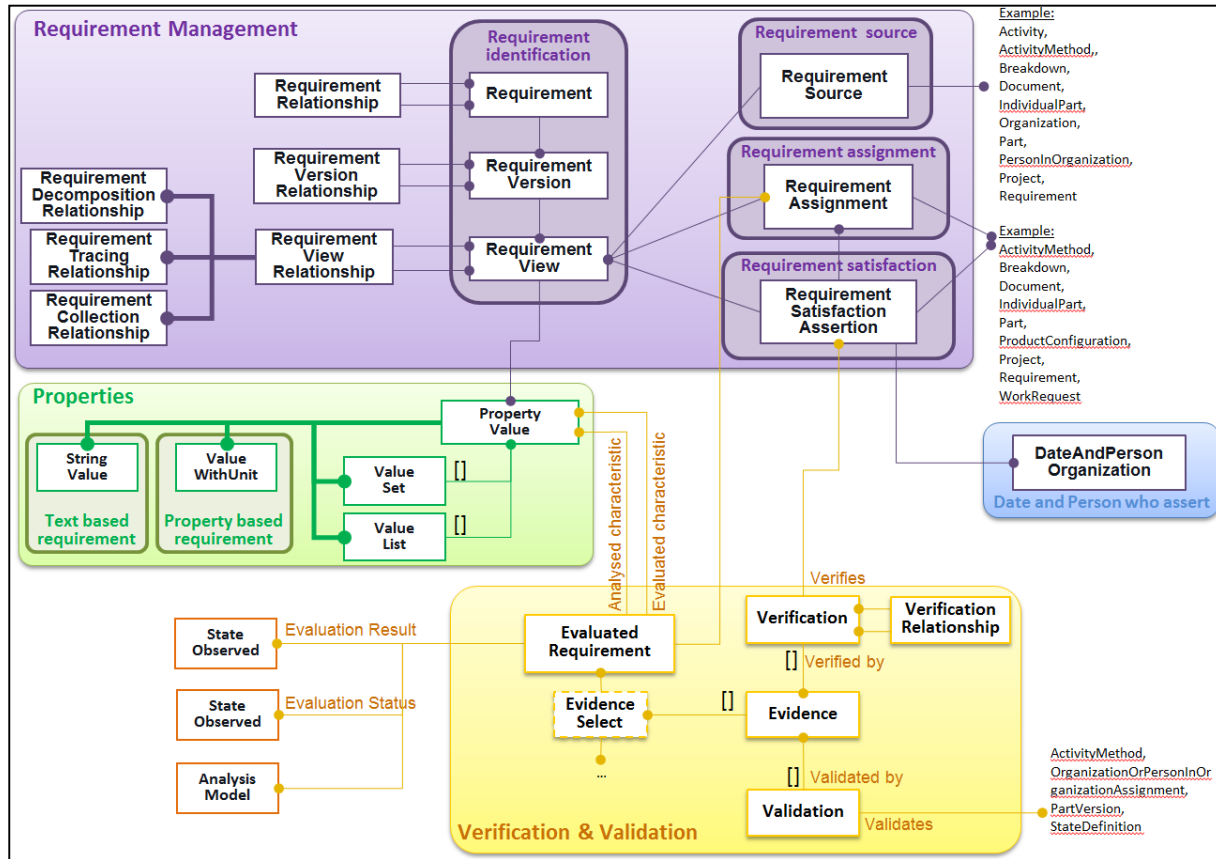 Requirement Management
Requirement
identification
Requirement
Relationship
Requirement
Requirement
Version
Relationship
Requirement
Version
Requirement
Decomposition
Relationship
Requirement
Tracing
Relationship
Requirement
Collection
Relationship
Requirement
View
Relationship
Requirement
View
Requirement source
Requirement
Source
Requirement assignment
Requirement
Assignment
Requirement satisfaction
Requirement
Satisfaction
Assertion
Example:
Activity,
ActivityMethod,,
Breakdown,
Document,
IndividualPart,
Organization,
Part,
PersonInOrganization,
Project,
Requirement
Example:
ActivityMethod,
Breakdown,
Document,
IndividualPart,
Part,
ProductConfiguration,
Project,
Requirement,
WorkRequest
Properties
Property
Value
String
Value
Value
WithUnit
Value
Set
[]
Value
List
[]
Text based
requirement
Property based
requirement
Analysed characteristic
Evaluated characteristic
DateAndPerson
Organization
Date and Person who assert
Verifies
State
Observed
Evaluation Result
State
Observed
Evaluation Status
Analysis
Model
Evaluated
Requirement
Verification
Verification
Relationship
[] Verified by
Evidence
Select
[]
Evidence
...
[] Validated by
Validation
Validates
Verification & Validation
ActivityMethod,
OrganizationOrPersonInOr
ganizationAssignment,
PartVersion,
StateDefinition